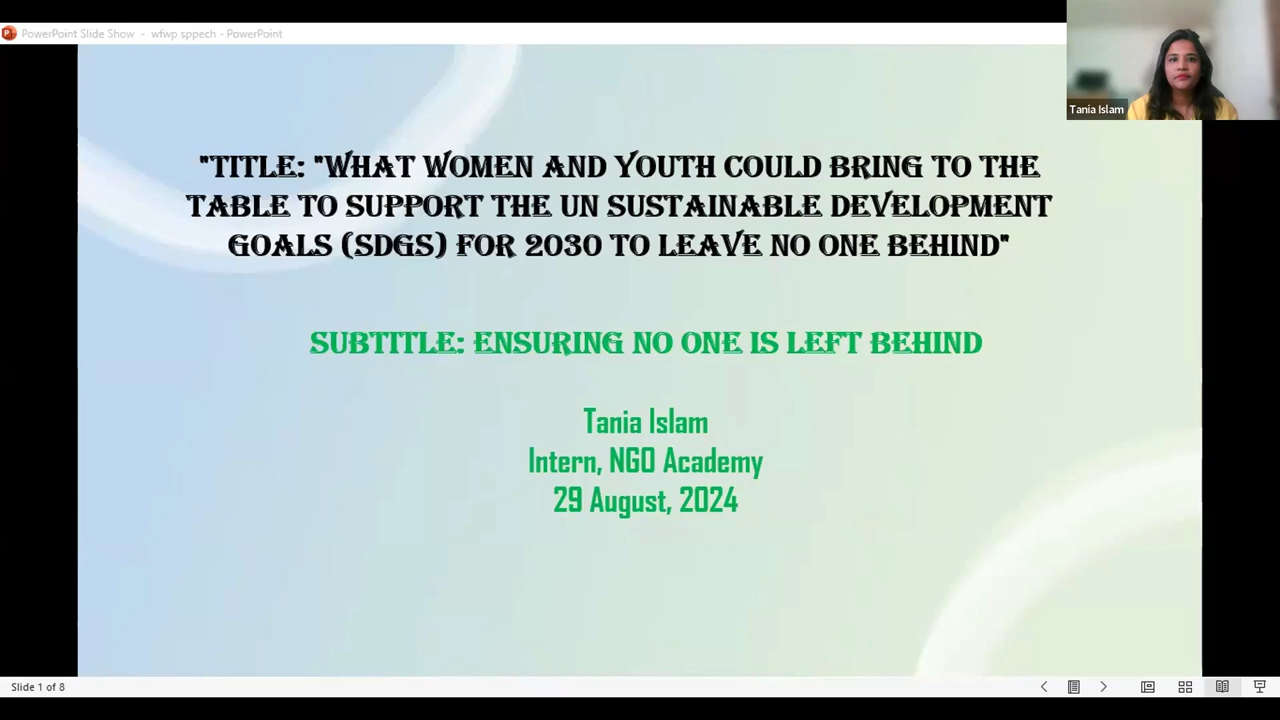 PowerPoint Slide Show - wfwp sppech - PowerPoint
Tania Islam
"TITLE: "WHAT WOMEN AND YOUTH COULD BRING TO THE
TABLE TO SUPPORT THE UN SUSTAINABLE DEVELOPMENT
GOALS (SDGS) FOR 2030 TO LEAVE NO ONE BEHIND"
SUBTITLE: ENSURING NO ONE IS LEFT BEHIND
Tania Islam
Intern, NGO Academy
29 August, 2024
Slide 1 of 8